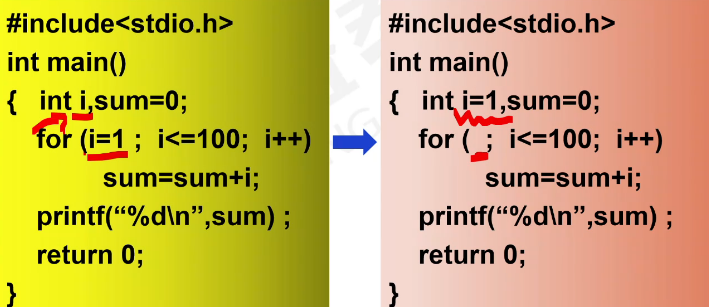 #include<stdio.h>
int main()
{ int i,sum=0;
for (i=1 ; i<=100; i++)
sum=sum+i;
printf(“%d\n”,sum) ;
return 0;
}
#include<stdio.h>
int main()
{ int i=1,sum=0;
for ( ; i<=100; i++)
sum=sum+i;
printf(“%d\n”,sum) ;
return 0;
}